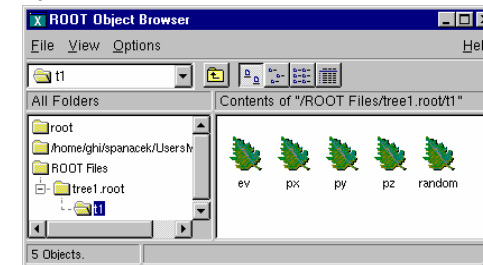 ROOT Object Browser
File View Options Hel
t1
All Folders
Contents of "/ROOT Files/tree1.root/t1"
root
/home/ghi/spanacek/Users\
ROOT Files
tree1.root
t1
ev px py pz random
5 Objects.